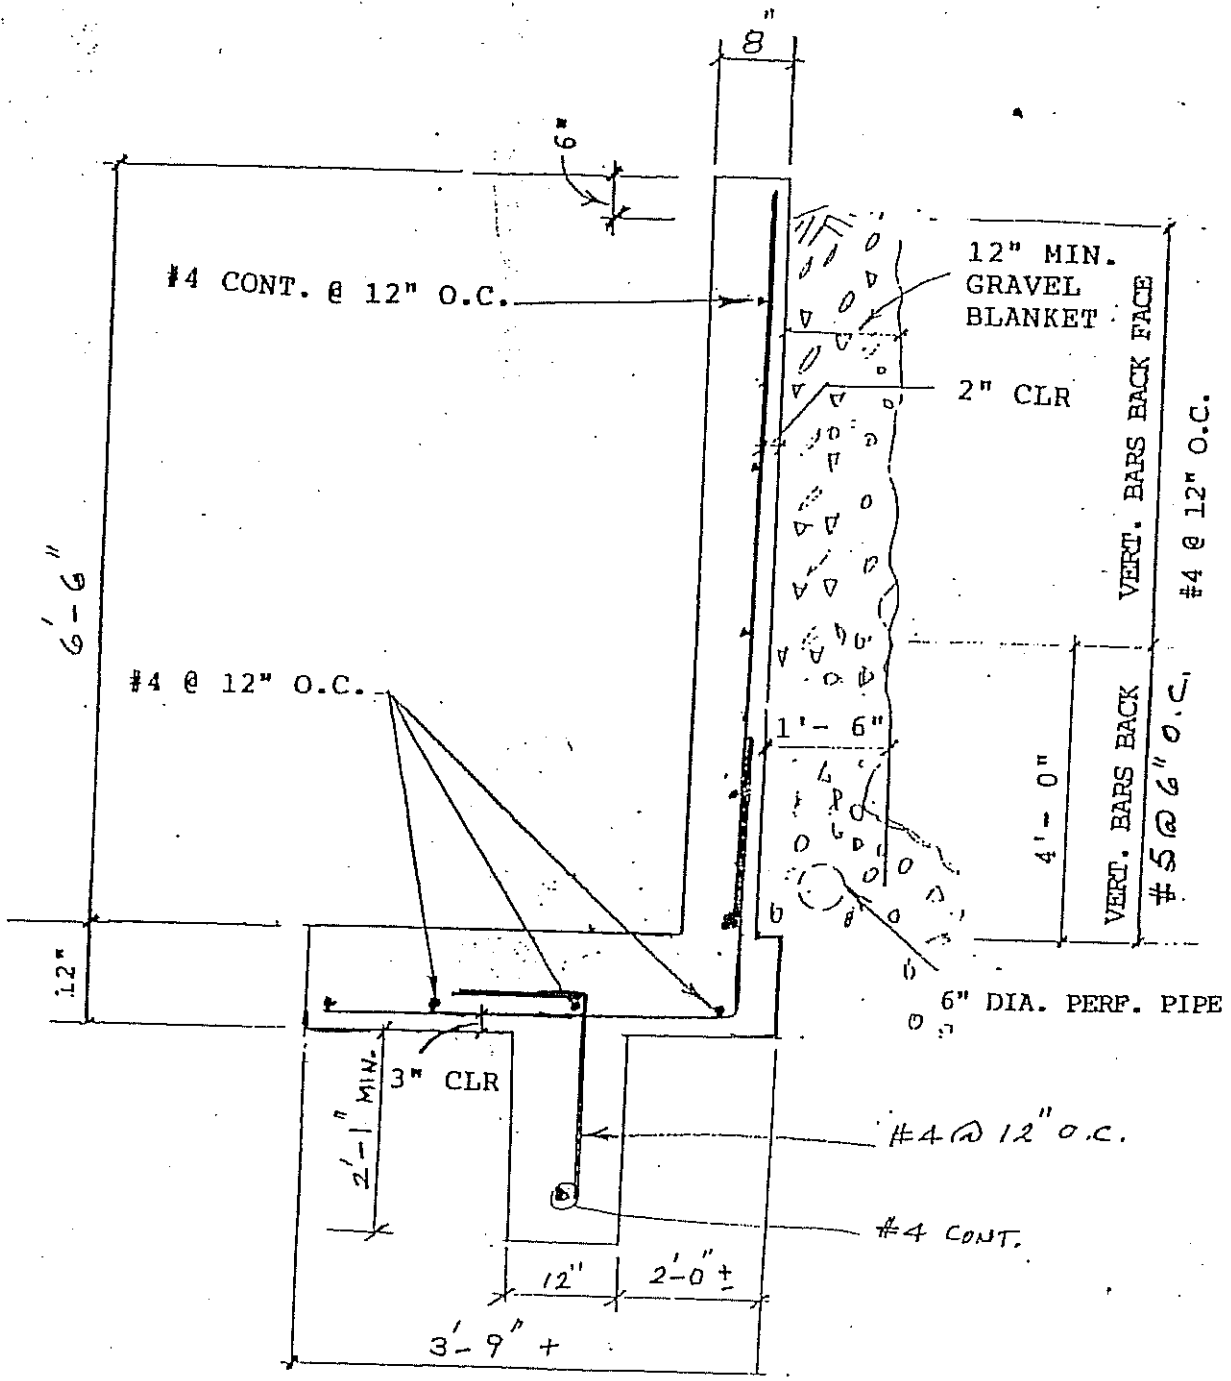 8"
6"
#4 CONT. @ 12" O.C.
12" MIN.
GRAVEL
BLANKET
2" CLR
VERT. BARS BACK FACE
#4 @ 12" O.C.
6'-6"
#4 @ 12" O.C.
1'- 6"
4'- 0"
VERT. BARS BACK
#5 @ 6" O.C.
12"
6" DIA. PERF. PIPE
3" CLR
2'-1" MIN.
#4 @ 12" O.C.
#4 CONT.
12"
2'-0" ±
3'-9" +